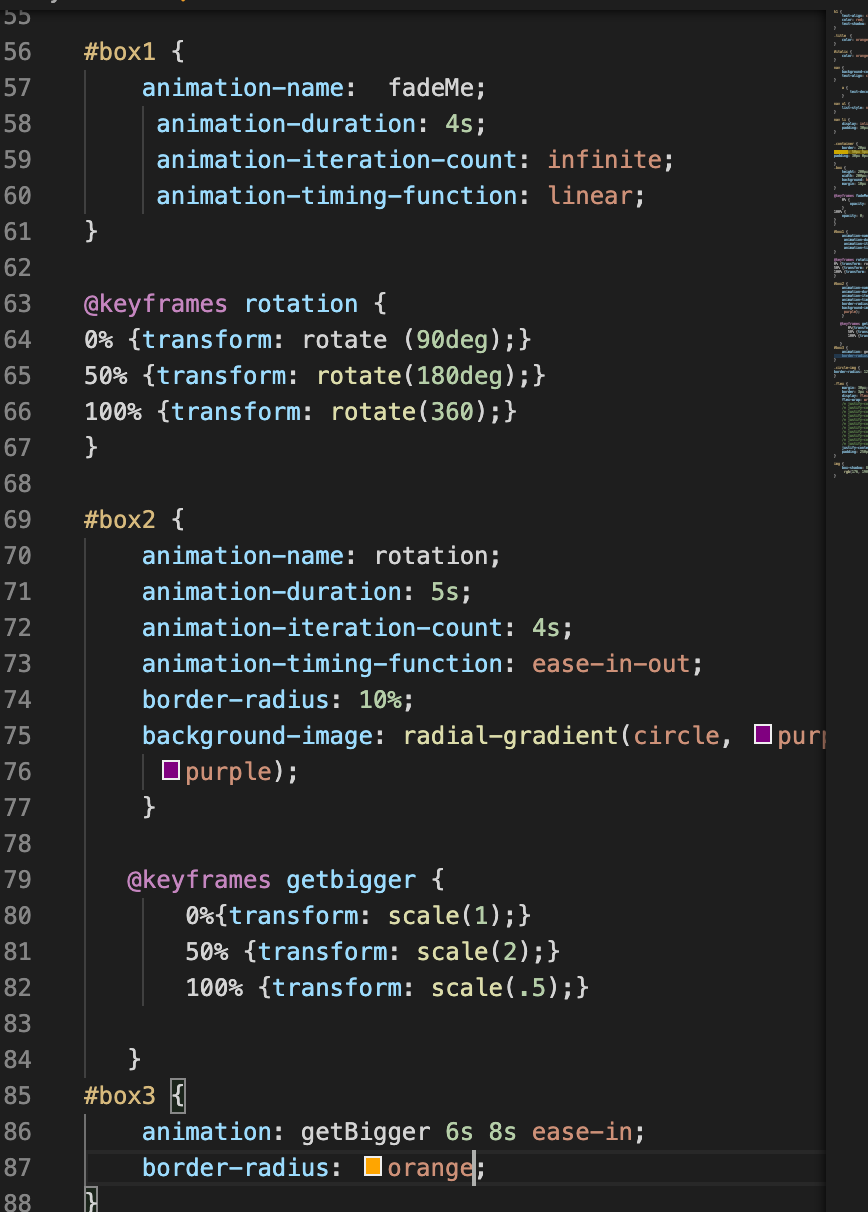 55
56 #box1 {
57 animation-name:  fadeMe;
58 animation-duration: 4s;
59 animation-iteration-count: infinite;
60 animation-timing-function: linear;
61 }
62
63 @keyframes rotation {
64 0% {transform: rotate (90deg);}
65 50% {transform: rotate(180deg);}
66 100% {transform: rotate(360);}
67 }
68
69 #box2 {
70 animation-name: rotation;
71 animation-duration: 5s;
72 animation-iteration-count: 4s;
73 animation-timing-function: ease-in-out;
74 border-radius: 10%;
75 background-image: radial-gradient(circle, purp
76 purple);
77 }
78
79 @keyframes getbigger {
80 0%{transform: scale(1);}
81 50% {transform: scale(2);}
82 100% {transform: scale(.5);}
83
84 }
85 #box3 {
86 animation: getBigger 6s 8s ease-in;
87 border-radius: orange;
88 }